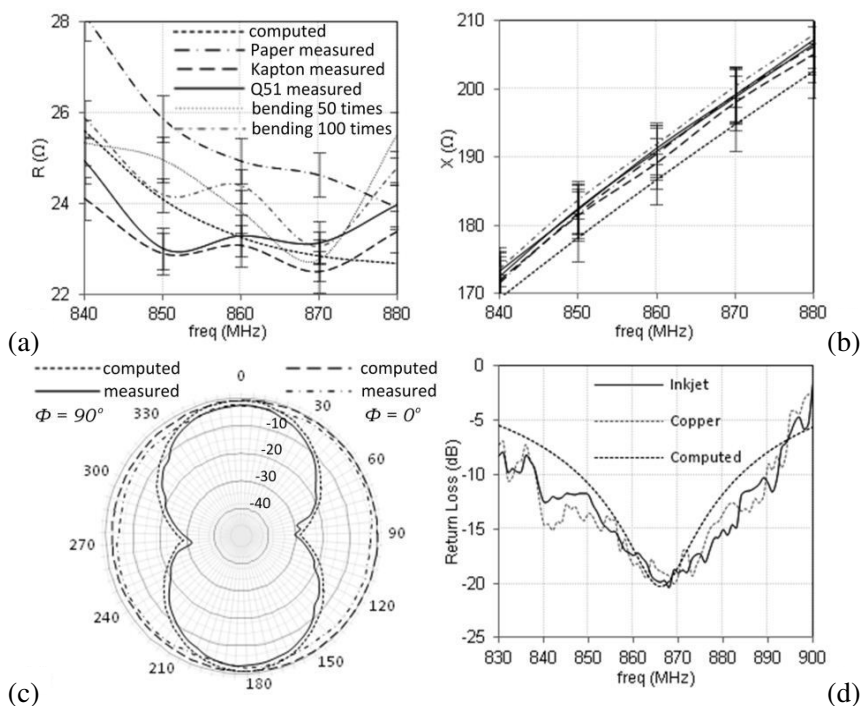 28
26
24
22
R (Ω)
computed
Paper measured
Kapton measured
Q51 measured
bending 50 times
bending 100 times
840 850 860 870 880
freq (MHz)
(a)
210
200
190
180
170
X (Ω)
840 850 860 870 880
freq (MHz)
(b)
computed
measured
Φ = 90°
computed
measured
Φ = 0°
0
30
60
90
120
150
180
210
240
270
300
330
-10
-20
-30
-40
(c)
0
-5
-10
-15
-20
-25
Return Loss (dB)
Inkjet
Copper
Computed
830 840 850 860 870 880 890 900
freq (MHz)
(d)